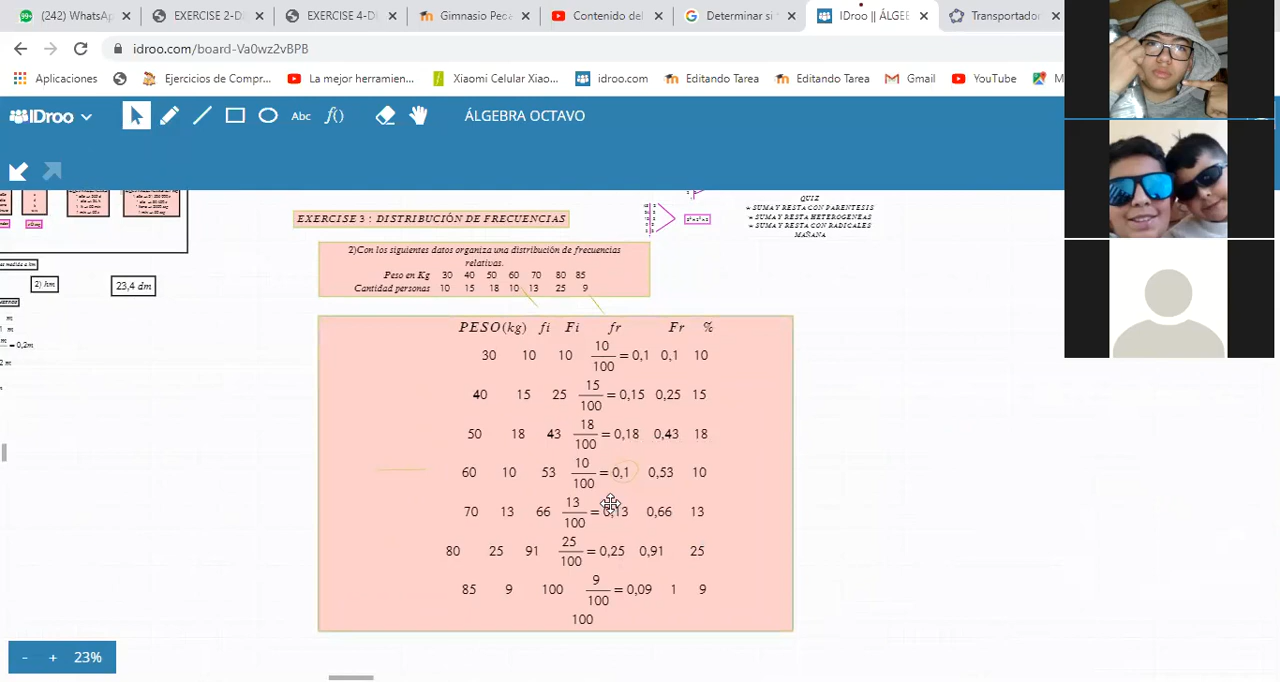 (242) WhatsAp
EXERCISE 2-D
EXERCISE 4-D
Gimnasio Pede
Contenido del
Determinar si
IDroo || ÁLGEB
Transportador
idroo.com/board-Va0wz2vBPB
Aplicaciones
Ejercicios de Compr...
La mejor herramien...
Xiaomi Celular Xiao...
idroo.com
Editando Tarea
Editando Tarea
Gmail
YouTube
M
IDroo
Abc
f()
ÁLGEBRA OCTAVO
QUIZ
+ SUMA Y RESTA CON PARENTESIS
+ SUMA Y RESTA HETEROGENEAS
+ SUMA Y RESTA CON RADICALES
MAÑANA
EXERCISE 3 : DISTRIBUCIÓN DE FRECUENCIAS
2)Con los siguientes datos organiza una distribución de frecuencias
relativas.
Peso en Kg 30 40 50 60 70 80 85
Cantidad personas 10 15 18 10 13 25 9
2) hm
23,4 dm
= 0,2m
PESO(kg) fi Fi fr Fr %
30 10 10 10/100 = 0,1 0,1 10
40 15 25 15/100 = 0,15 0,25 15
50 18 43 18/100 = 0,18 0,43 18
60 10 53 10/100 = 0,1 0,53 10
70 13 66 13/100 = 0,13 0,66 13
80 25 91 25/100 = 0,25 0,91 25
85 9 100 9/100 = 0,09 1 9
100
- + 23%